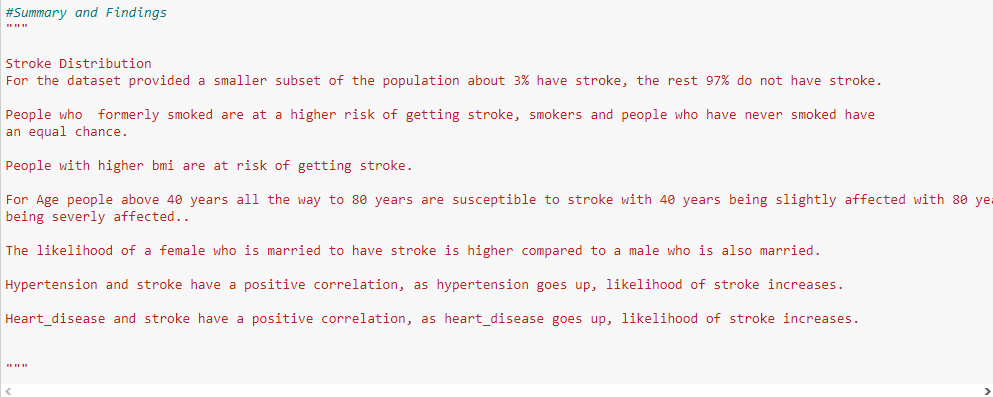 #Summary and Findings
"""
Stroke Distribution
For the dataset provided a smaller subset of the population about 3% have stroke, the rest 97% do not have stroke.
People who  formerly smoked are at a higher risk of getting stroke, smokers and people who have never smoked have
an equal chance.
People with higher bmi are at risk of getting stroke.
For Age people above 40 years all the way to 80 years are susceptible to stroke with 40 years being slightly affected with 80
being severly affected..
The likelihood of a female who is married to have stroke is higher compared to a male who is also married.
Hypertension and stroke have a positive correlation, as hypertension goes up, likelihood of stroke increases.
Heart_disease and stroke have a positive correlation, as heart_disease goes up, likelihood of stroke increases.
"""